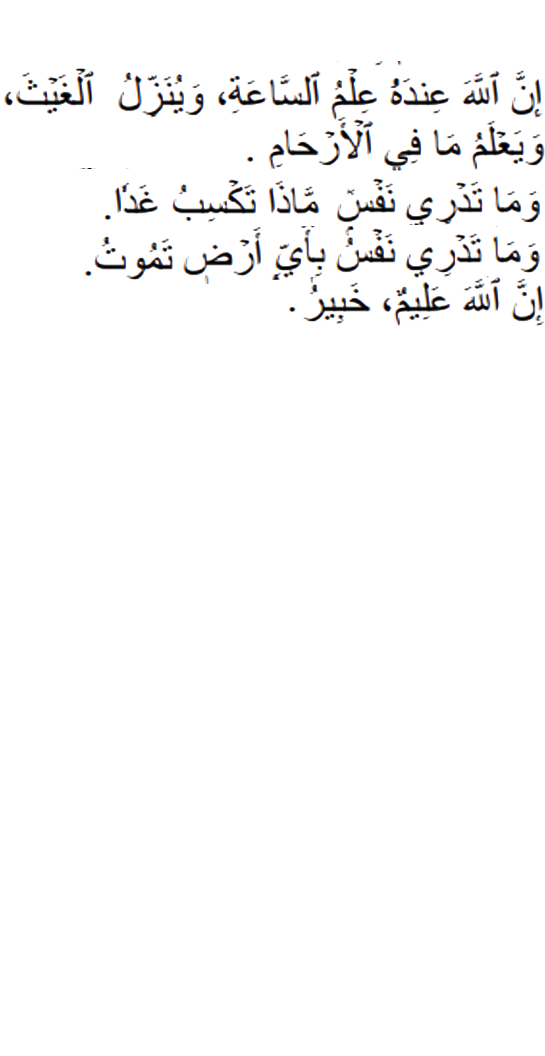 إِنَّ ٱللَّهَ عِندَهُ عِلۡمُ ٱلسَّاعَةِ، وَيُنَزِّلُ ٱلۡغَيۡثَ،
وَيَعۡلَمُ مَا فِي ٱلۡأَرۡحَامِ .
وَمَا تَدۡرِي نَفۡسٞ مَّاذَا تَكۡسِبُ غَدٗا.
وَمَا تَدۡرِي نَفۡسُۢ بِأَيِّ أَرۡضٖ تَمُوتُ.
إِنَّ ٱللَّهَ عَلِيمٌ، خَبِيرُۢ .